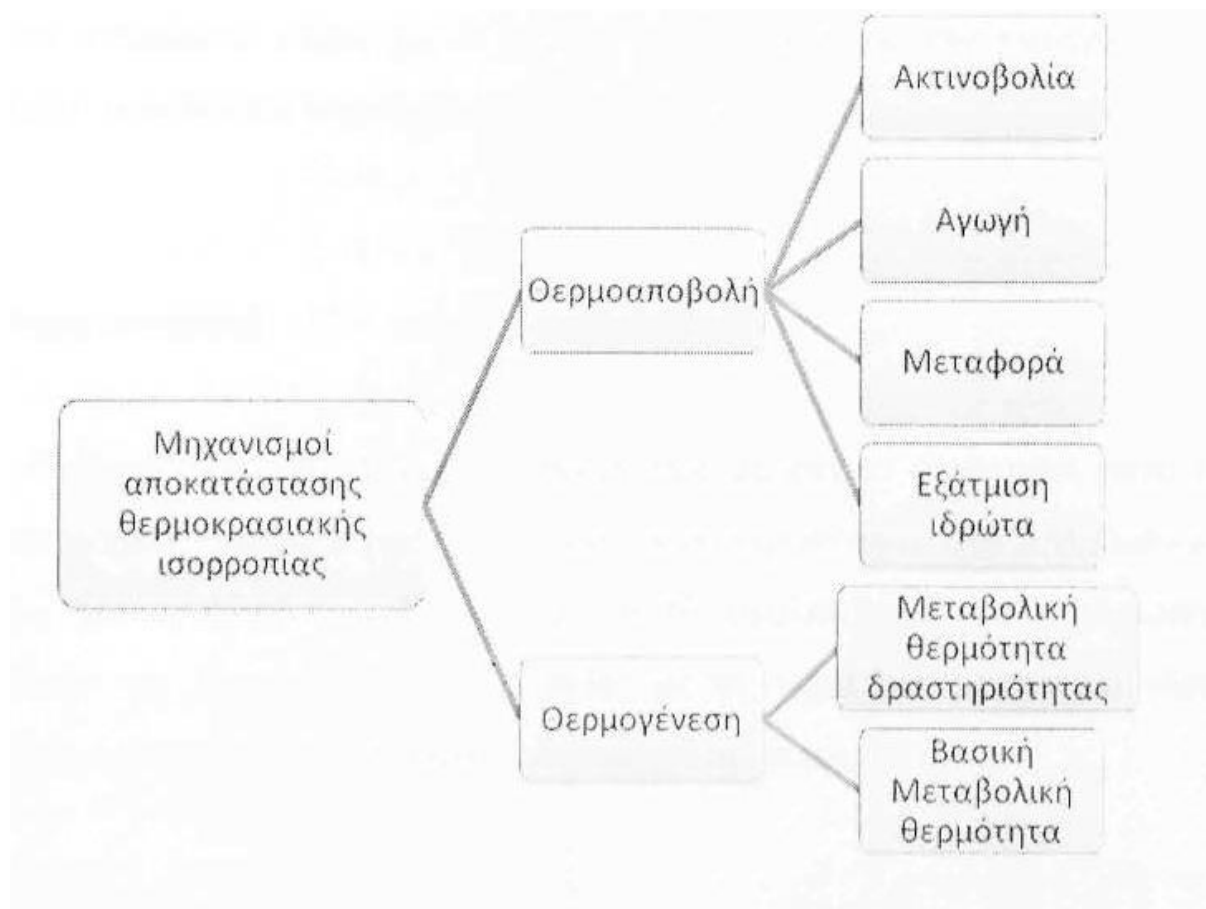 Ακτινοβολία
Αγωγή
Θερμοαποβολή
Μεταφορά
Μηχανισμοί
αποκατάστασης
θερμοκρασιακής
ισορροπίας
Εξάτμιση
ιδρώτα
Μεταβολική
θερμότητα
δραστηριότητας
Θερμογένεση
Βασική
Μεταβολική
θερμότητα